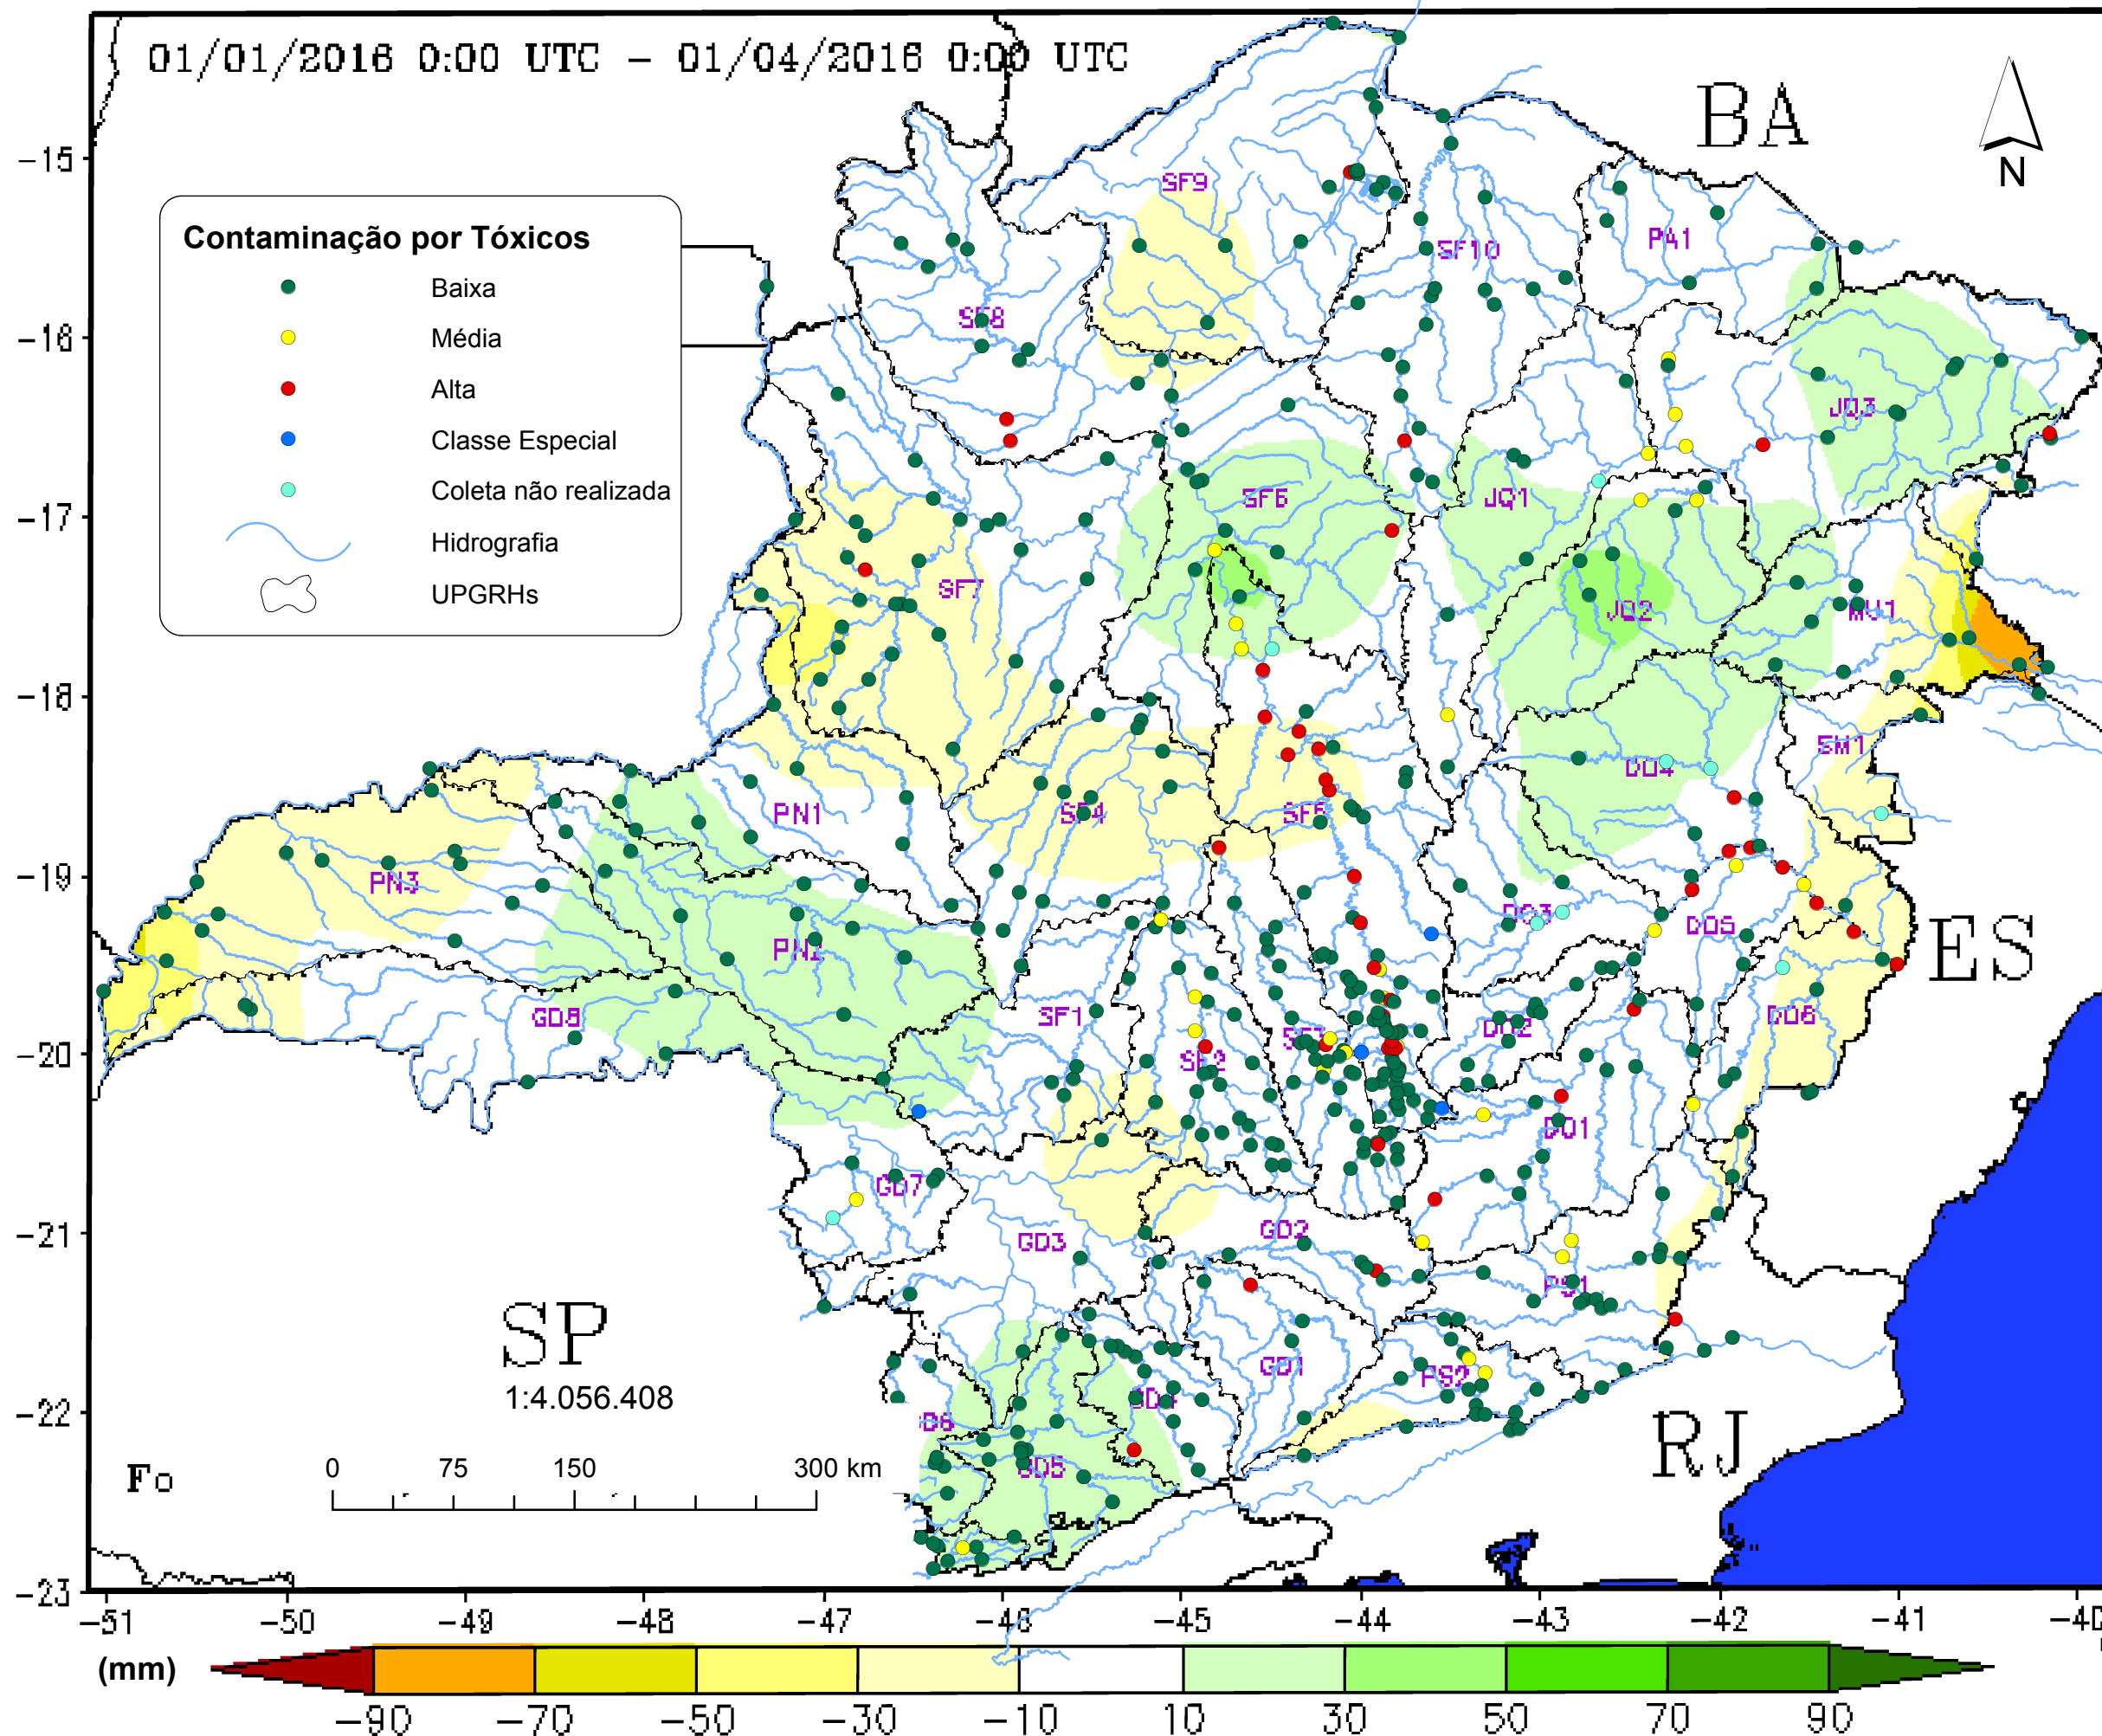 01/01/2016 0:00 UTC – 01/04/2016 0:00 UTC
BA
N
-15
SF9
Contaminação por Tóxicos
SF10
PA1
Baixa
SF8
Média
-16
Alta
JQ3
Classe Especial
Coleta não realizada
SF6
JQ1
-17
Hidrografia
UPGRHs
SF7
JQ2
MU1
-18
SM1
DO4
PN1
SF4
SF5
-19
PN3
DO3
DO5
PN2
ES
GD8
SF1
SF3
DO2
DO6
-20
SF2
DO1
GD7
-21
GD3
GD2
PS1
SP
GD1
PS2
1:4.056.408
GD4
-22
D6
RJ
Fo
0 75 150 300 km
GD5
-23
-51 -50 -49 -48 -47 -46 -45 -44 -43 -42 -41 -40
(mm)
-90 -70 -50 -30 -10 10 30 50 70 90